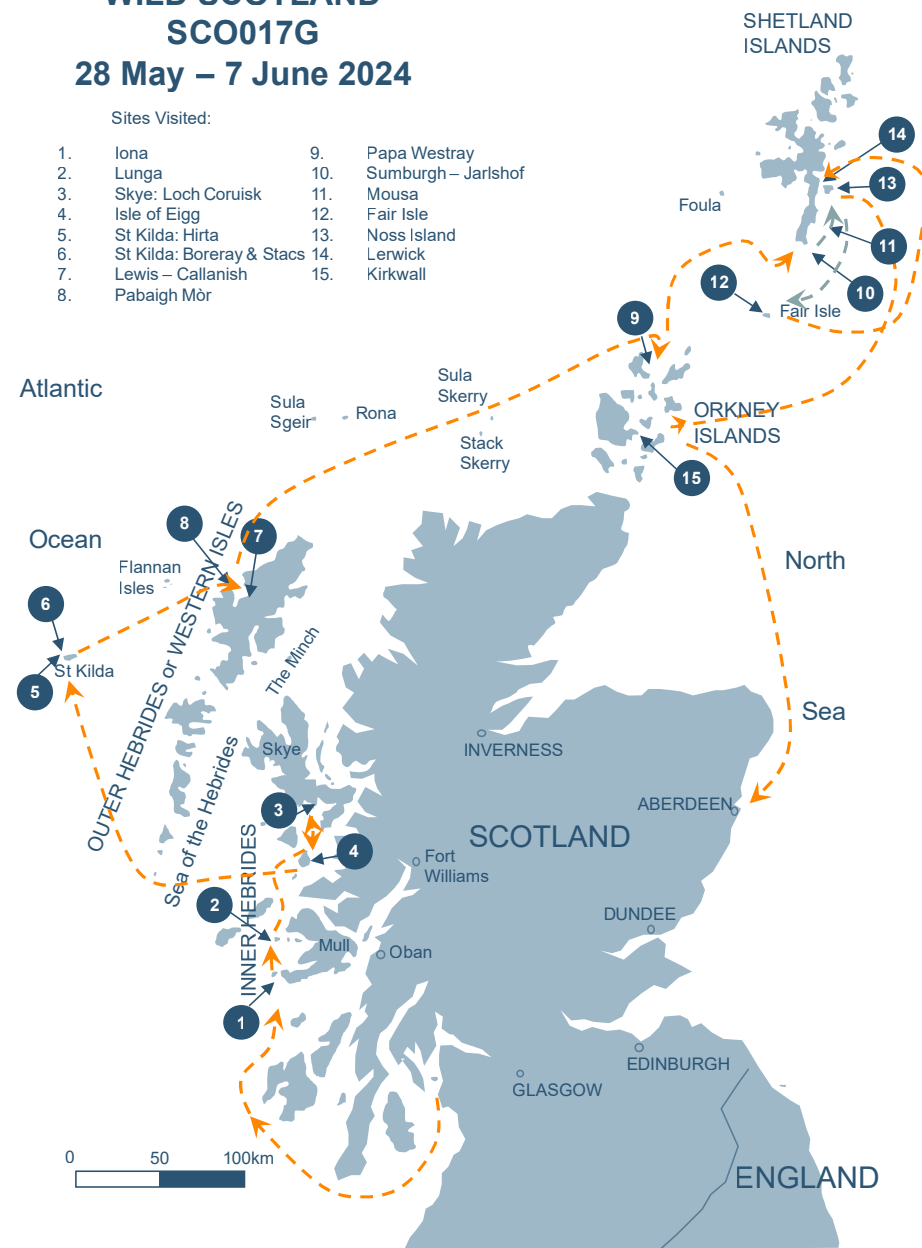 WILD SCOTLAND
SCO017G
28 May – 7 June 2024
Sites Visited:
1. Iona
2. Lunga
3. Skye: Loch Coruisk
4. Isle of Eigg
5. St Kilda: Hirta
6. St Kilda: Boreray & Stacs
7. Lewis – Callanish
8. Pabaigh Mòr
9. Papa Westray
10. Sumburgh – Jarlshof
11. Mousa
12. Fair Isle
13. Noss Island
14. Lerwick
15. Kirkwall
SHETLAND
ISLANDS
14
13
Foula
11
12
10
Fair Isle
9
Atlantic
Sula
Skerry
Sula
Sgeir
Rona
ORKNEY
ISLANDS
Stack
Skerry
15
8
7
Ocean
Flannan
Isles
North
OUTER HEBRIDES or WESTERN ISLES
6
St Kilda
5
The Minch
Sea
Skye
INVERNESS
Sea of the Hebrides
3
ABERDEEN
SCOTLAND
4
Fort
Williams
INNER HEBRIDES
2
DUNDEE
Mull
Oban
1
EDINBURGH
GLASGOW
0 50 100km
ENGLAND